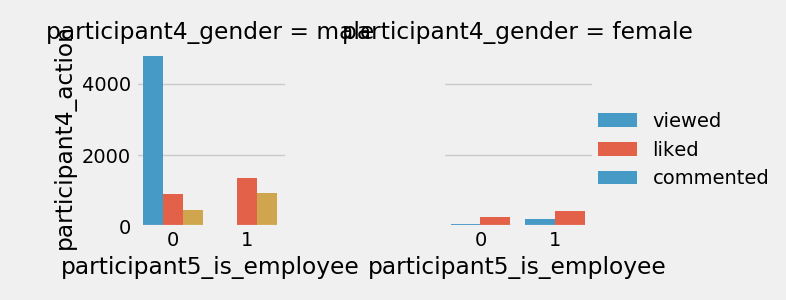 participant4_gender = male
participant4_gender = female
participant4_action
4000
2000
0
0 1
0 1
participant5_is_employee
participant5_is_employee
viewed
liked
commented